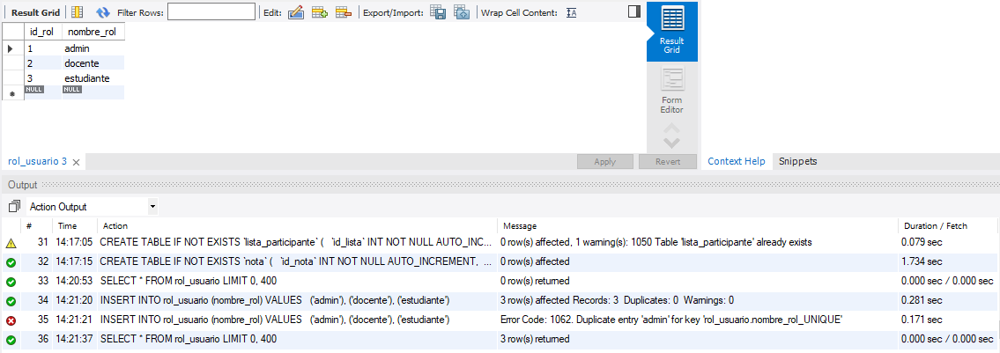 Result Grid Filter Rows: Edit: Export/Import: Wrap Cell Content: IA
id_rol nombre_rol
1 admin
2 docente
3 estudiante
NULL NULL
Result Grid
Form Editor
rol_usuario 3 Apply Revert Context Help Snippets
Output
Action Output
# Time Action Message Duration / Fetch
31 14:17:05 CREATE TABLE IF NOT EXISTS `lista_participante` ( `id_lista` INT NOT NULL AUTO_INC... 0 row(s) affected, 1 warning(s): 1050 Table 'lista_participante' already exists 0.079 sec
32 14:17:15 CREATE TABLE IF NOT EXISTS `nota` ( `id_nota` INT NOT NULL AUTO_INCREMENT, ... 0 row(s) affected 1.734 sec
33 14:20:53 SELECT * FROM rol_usuario LIMIT 0, 400 0 row(s) returned 0.000 sec / 0.000 sec
34 14:21:20 INSERT INTO rol_usuario (nombre_rol) VALUES ('admin'), ('docente'), ('estudiante') 3 row(s) affected Records: 3 Duplicates: 0 Warnings: 0 0.281 sec
35 14:21:21 INSERT INTO rol_usuario (nombre_rol) VALUES ('admin'), ('docente'), ('estudiante') Error Code: 1062. Duplicate entry 'admin' for key 'rol_usuario.nombre_rol_UNIQUE' 0.171 sec
36 14:21:37 SELECT * FROM rol_usuario LIMIT 0, 400 3 row(s) returned 0.000 sec / 0.000 sec